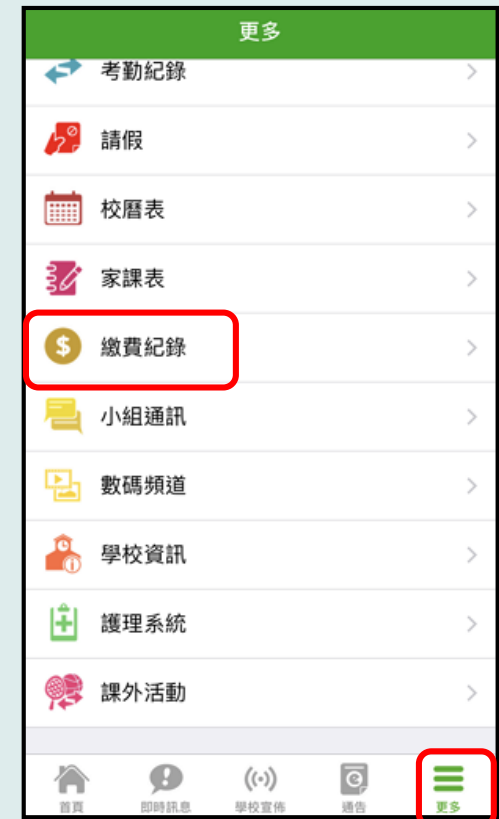 更多
考勤紀錄
請假
校曆表
家課表
$ 繳費紀錄
小組通訊
數碼頻道
學校資訊
護理系統
課外活動
首頁 即時訊息 學校宣佈 通告 更多